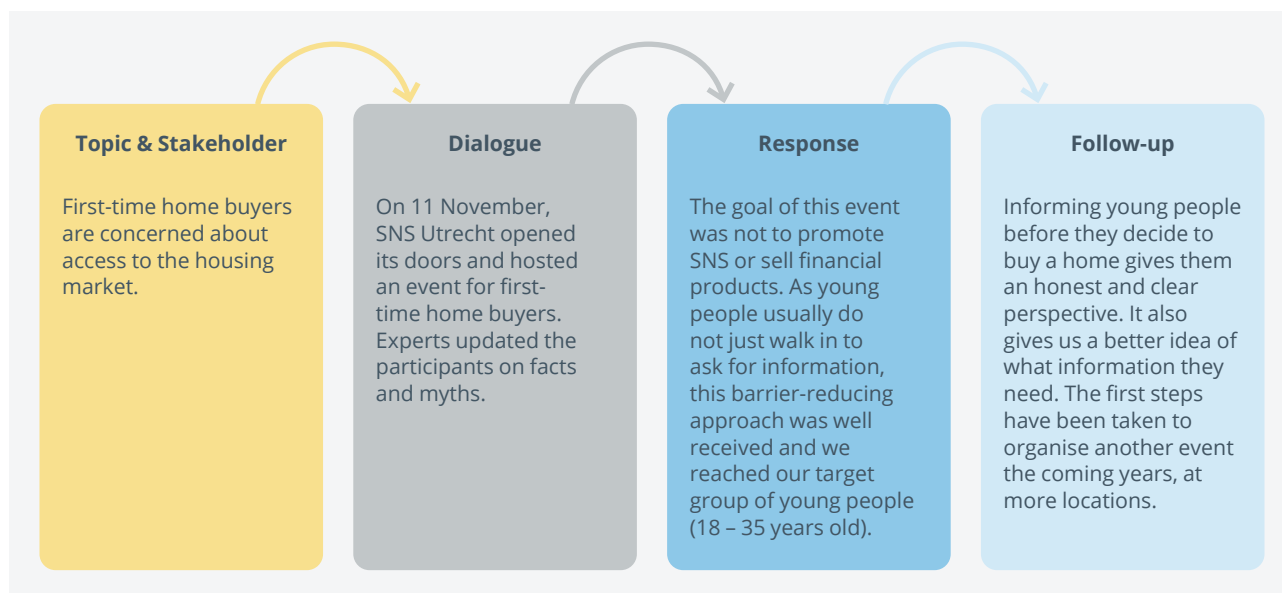 Topic & Stakeholder
First-time home buyers
are concerned about
access to the housing
market.
Dialogue
On 11 November,
SNS Utrecht opened
its doors and hosted
an event for first-
time home buyers.
Experts updated the
participants on facts
and myths.
Response
The goal of this event
was not to promote
SNS or sell financial
products. As young
people usually do
not just walk in to
ask for information,
this barrier-reducing
approach was well
received and we
reached our target
group of young people
(18 – 35 years old).
Follow-up
Informing young people
before they decide to
buy a home gives them
an honest and clear
perspective. It also
gives us a better idea of
what information they
need. The first steps
have been taken to
organise another event
the coming years, at
more locations.